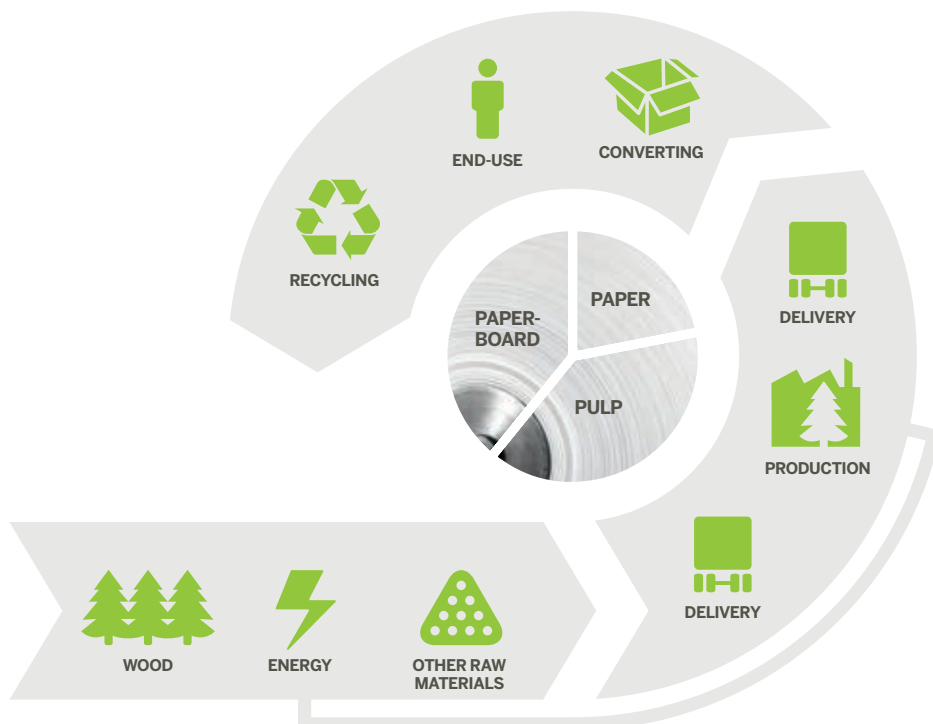 END-USE
CONVERTING
RECYCLING
PAPER-
BOARD
PAPER
PULP
DELIVERY
PRODUCTION
DELIVERY
WOOD
ENERGY
OTHER RAW
MATERIALS